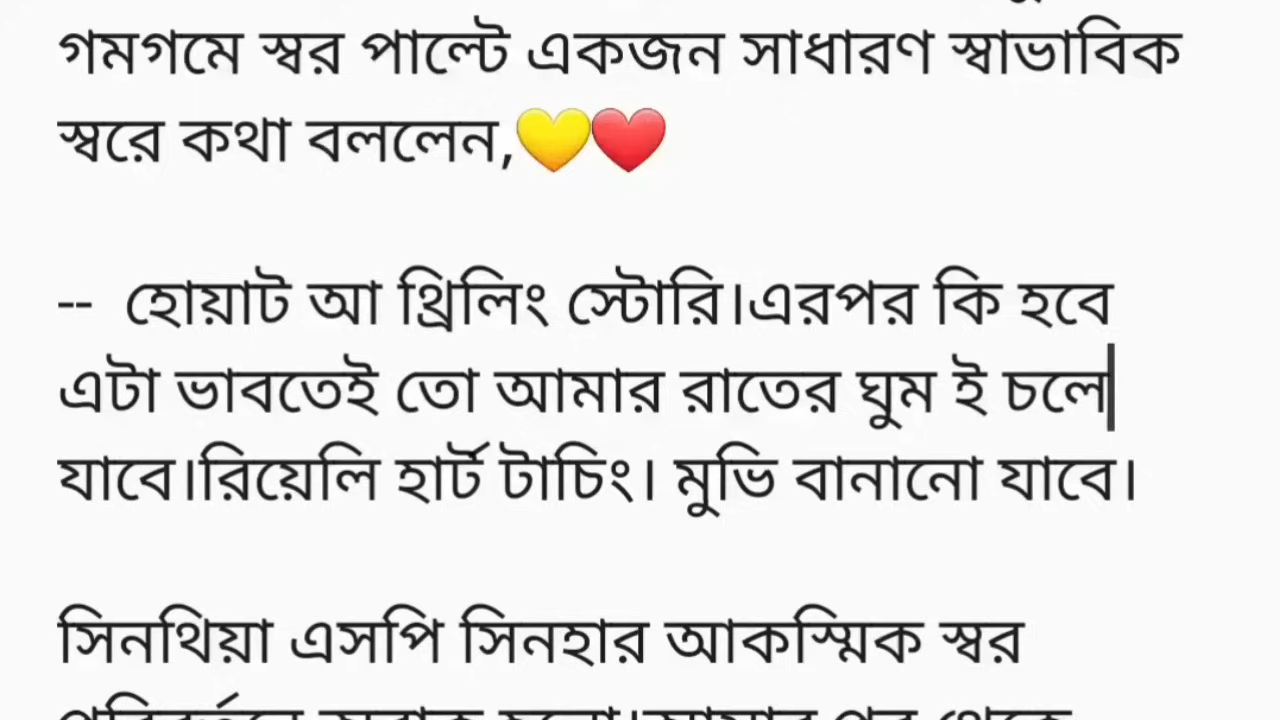 গমগমে স্বর পাল্টে একজন সাধারণ স্বাভাবিক
স্বরে কথা বললেন,💛❤️
-- হোয়াট আ থ্রিলিং স্টোরি।এরপর কি হবে
এটা ভাবতেই তো আমার রাতের ঘুম ই চলে
যাবে।রিয়েলি হার্ট টাচিং। মুভি বানানো যাবে।
সিনথিয়া এসপি সিনহার আকস্মিক স্বর